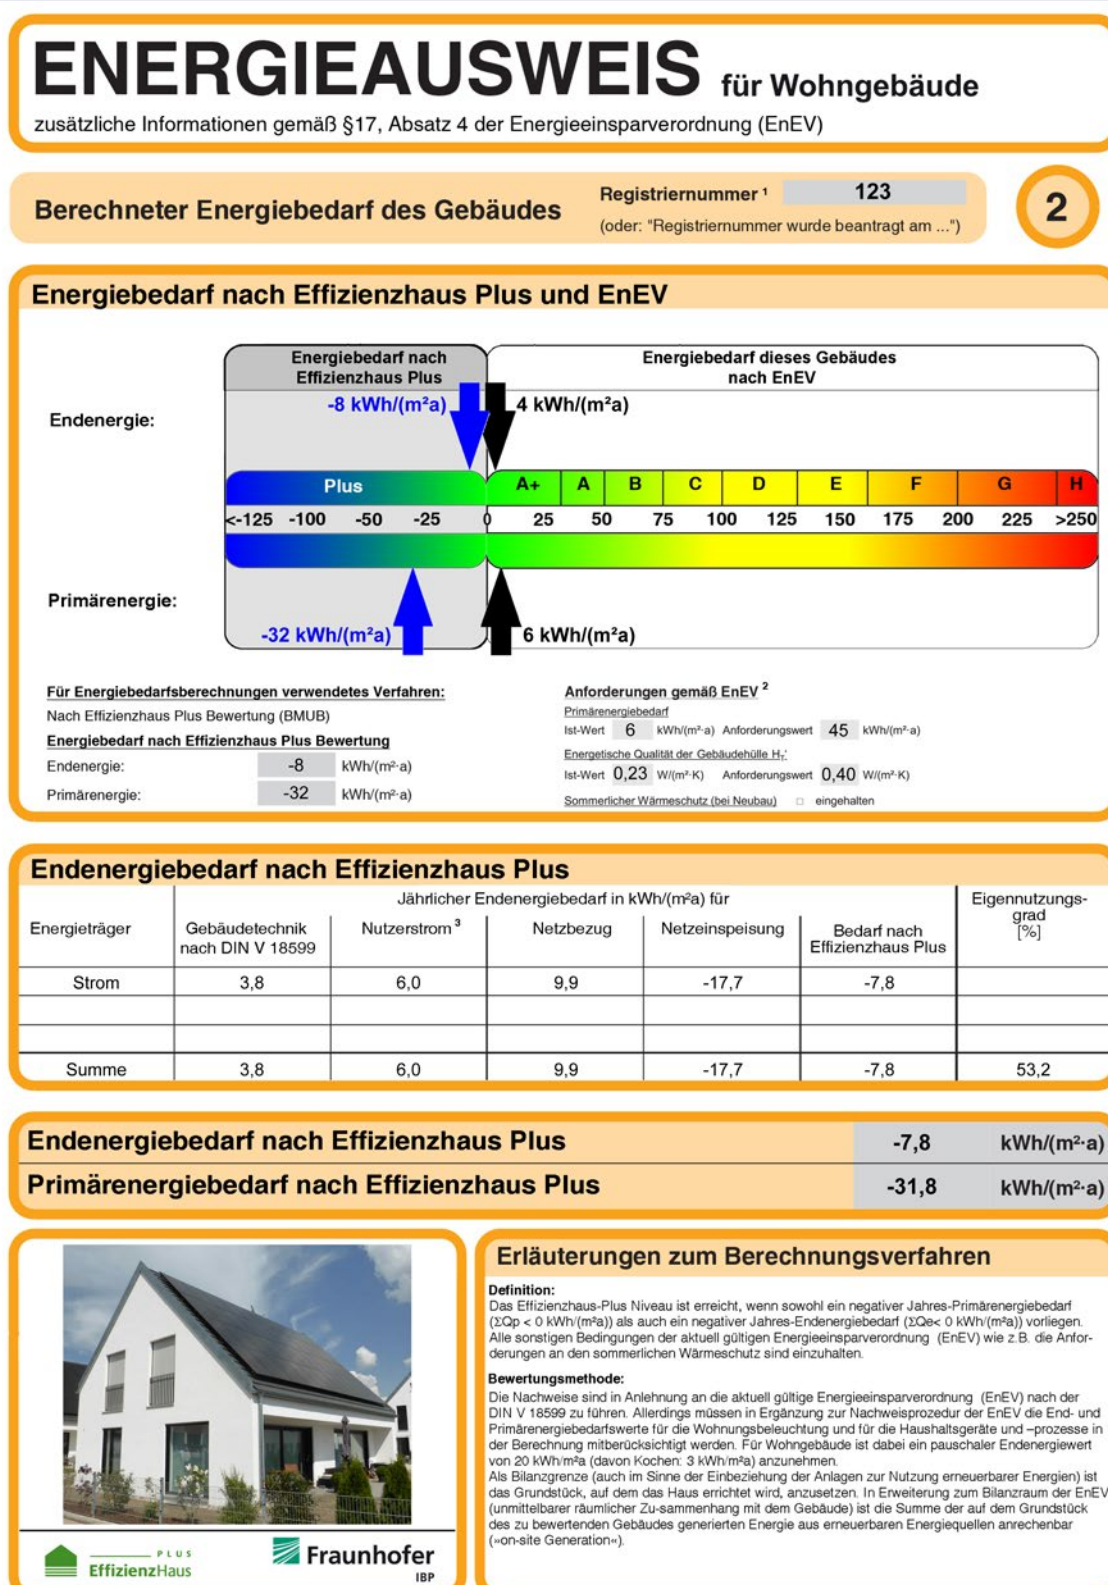 ENERGIEAUSWEIS für Wohngebäude
zusätzliche Informationen gemäß §17, Absatz 4 der Energieeinsparverordnung (EnEV)
Berechneter Energiebedarf des Gebäudes
Registriernummer ¹ 123
(oder: "Registriernummer wurde beantragt am ...")
2
Energiebedarf nach Effizienzhaus Plus und EnEV
Energiebedarf nach
Effizienzhaus Plus
Energiebedarf dieses Gebäudes
nach EnEV
Endenergie:
-8 kWh/(m²a)
4 kWh/(m²a)
Plus A+ A B C D E F G H
<-125 -100 -50 -25 0 25 50 75 100 125 150 175 200 225 >250
Primärenergie:
-32 kWh/(m²a)
6 kWh/(m²a)
Für Energiebedarfsberechnungen verwendetes Verfahren:
Nach Effizienzhaus Plus Bewertung (BMUB)
Energiebedarf nach Effizienzhaus Plus Bewertung
Endenergie: -8 kWh/(m²·a)
Primärenergie: -32 kWh/(m²·a)
Anforderungen gemäß EnEV ²
Primärenergiebedarf
Ist-Wert 6 kWh/(m²·a) Anforderungswert 45 kWh/(m²·a)
Energetische Qualität der Gebäudehülle H_T'
Ist-Wert 0,23 W/(m²·K) Anforderungswert 0,40 W/(m²·K)
Sommerlicher Wärmeschutz (bei Neubau) □ eingehalten
Endenergiebedarf nach Effizienzhaus Plus
Jährlicher Endenergiebedarf in kWh/(m²a) für
Energieträger
Gebäudetechnik
nach DIN V 18599
Nutzerstrom ³
Netzbezug
Netzeinspeisung
Bedarf nach
Effizienzhaus Plus
Eigennutzungs-
grad
[%]
Strom 3,8 6,0 9,9 -17,7 -7,8
Summe 3,8 6,0 9,9 -17,7 -7,8 53,2
Endenergiebedarf nach Effizienzhaus Plus -7,8 kWh/(m²·a)
Primärenergiebedarf nach Effizienzhaus Plus -31,8 kWh/(m²·a)
PLUS
EffizienzHaus
Fraunhofer
IBP
Erläuterungen zum Berechnungsverfahren
Definition:
Das Effizienzhaus-Plus Niveau ist erreicht, wenn sowohl ein negativer Jahres-Primärenergiebedarf
(ΣQp < 0 kWh/(m²a)) als auch ein negativer Jahres-Endenergiebedarf (ΣQe< 0 kWh/(m²a)) vorliegen.
Alle sonstigen Bedingungen der aktuell gültigen Energieeinsparverordnung (EnEV) wie z.B. die Anfor-
derungen an den sommerlichen Wärmeschutz sind einzuhalten.
Bewertungsmethode:
Die Nachweise sind in Anlehnung an die aktuell gültige Energieeinsparverordnung (EnEV) nach der
DIN V 18599 zu führen. Allerdings müssen in Ergänzung zur Nachweisprozedur der EnEV die End- und
Primärenergiebedarfswerte für die Wohnungsbeleuchtung und für die Haushaltsgeräte und –prozesse in
der Berechnung mitberücksichtigt werden. Für Wohngebäude ist dabei ein pauschaler Endenergiewert
von 20 kWh/m²a (davon Kochen: 3 kWh/m²a) anzunehmen.
Als Bilanzgrenze (auch im Sinne der Einbeziehung der Anlagen zur Nutzung erneuerbarer Energien) ist
das Grundstück, auf dem das Haus errichtet wird, anzusetzen. In Erweiterung zum Bilanzraum der EnEV
(unmittelbarer räumlicher Zu-sammenhang mit dem Gebäude) ist die Summe der auf dem Grundstück
des zu bewertenden Gebäudes generierten Energie aus erneuerbaren Energiequellen anrechenbar
(»on-site Generation«).